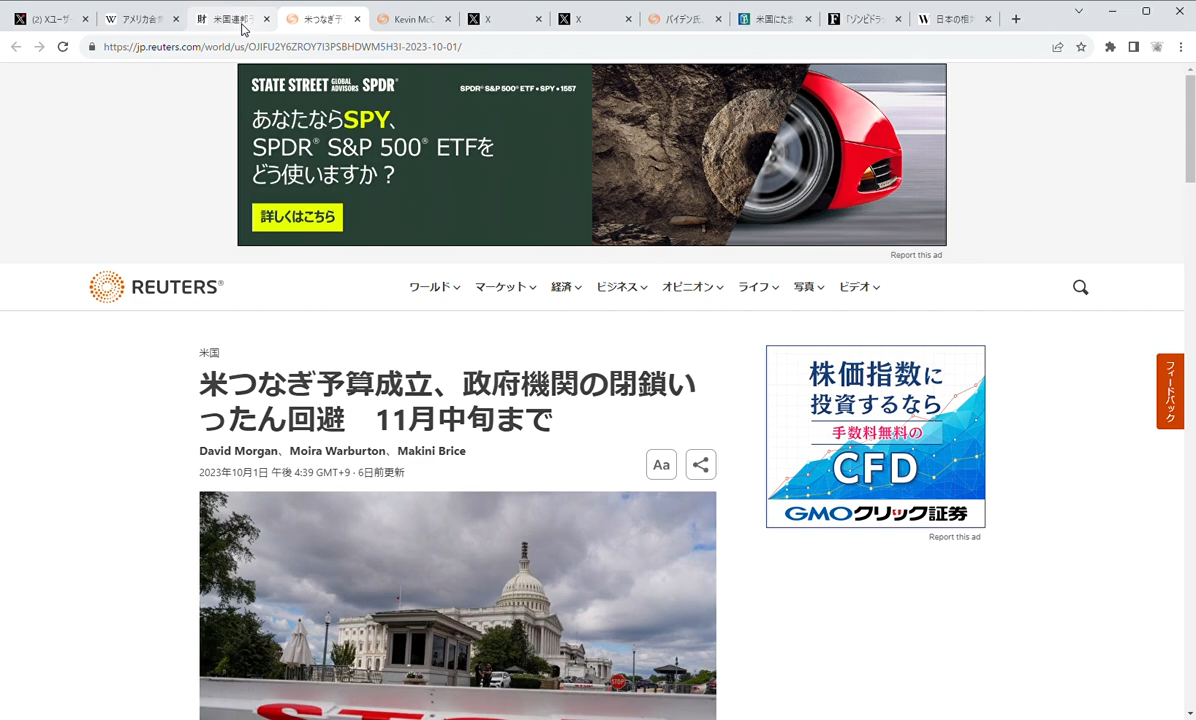 (2) Xユーザー
アメリカ合衆
米国連邦予
米つなぎ予
Kevin McC
X
X
バイデン氏、
米国にたま
「ゾンビドラッ
日本の相対
https://jp.reuters.com/world/us/OJIFU2Y6ZROY7I3PSBHDWM5H3I-2023-10-01/
STATE STREET GLOBAL ADVISORS SPDR®
SPDR® S&P 500® ETF • SPY • 1557
あなたならSPY、
SPDR® S&P 500® ETFを
どう使いますか？
詳しくはこちら
Report this ad
REUTERS®
ワールド
マーケット
経済
ビジネス
オピニオン
ライフ
写真
ビデオ
米国
米つなぎ予算成立、政府機関の閉鎖い
ったん回避　11月中旬まで
David Morgan、Moira Warburton、Makini Brice
2023年10月1日 午後 4:39 GMT+9 · 6日前更新
Aa
株価指数に
投資するなら
手数料無料の
CFD
GMOクリック証券
Report this ad
フィードバック
STOP